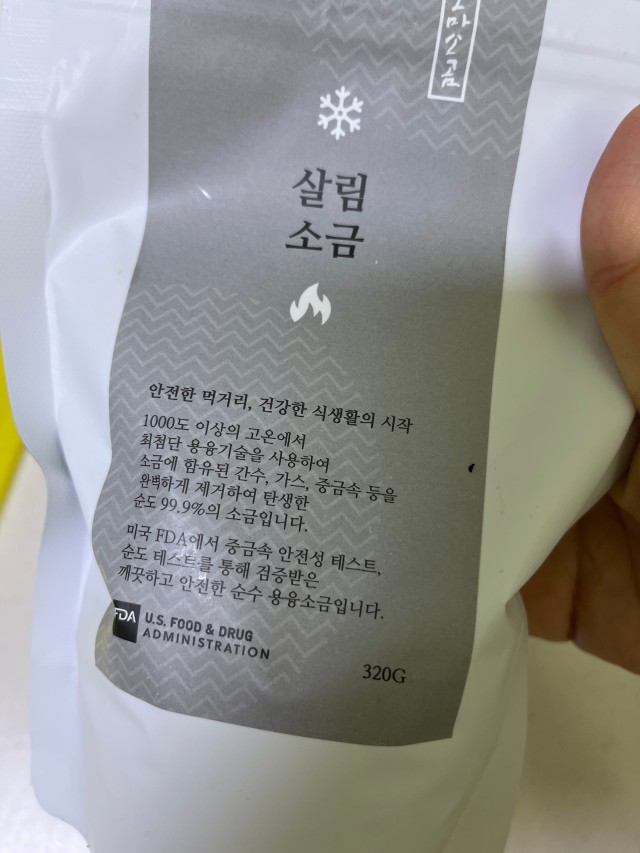 마소금
살림
소금
안전한 먹거리, 건강한 식생활의 시작
1000도 이상의 고온에서
최첨단 용융기술을 사용하여
소금에 함유된 간수, 가스, 중금속 등을
완벽하게 제거하여 탄생한
순도 99.9%의 소금입니다.
미국 FDA에서 중금속 안전성 테스트,
순도 테스트를 통해 검증받은
깨끗하고 안전한 순수 용융소금입니다.
FDA U.S. FOOD & DRUG
ADMINISTRATION
320G